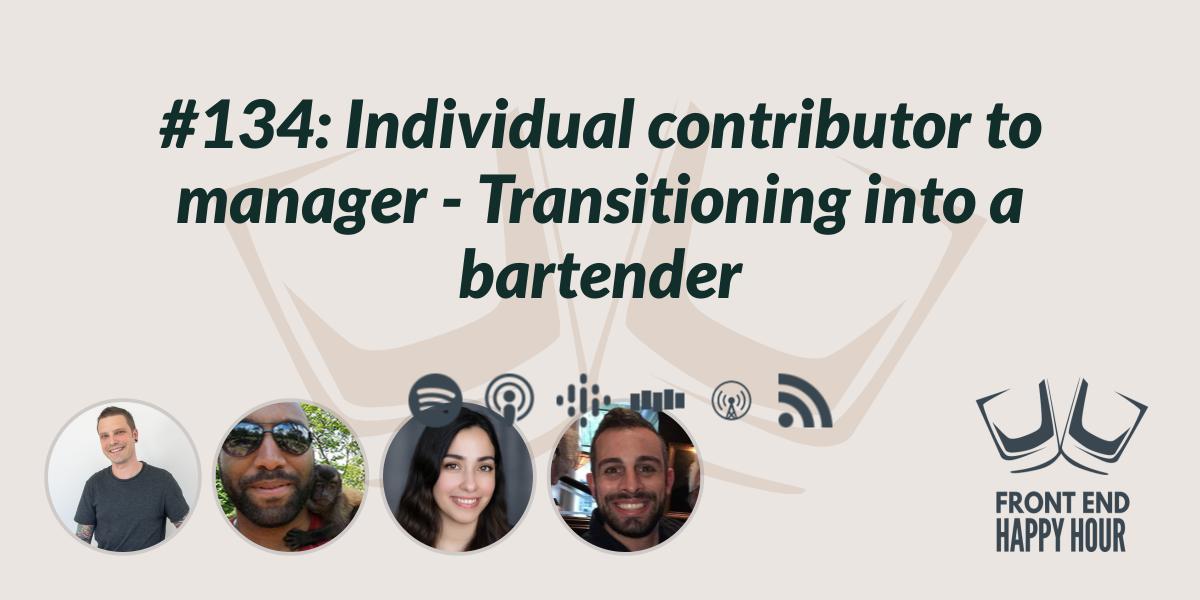 #134: Individual contributor to
manager - Transitioning into a
bartender
FRONT END
HAPPY HOUR